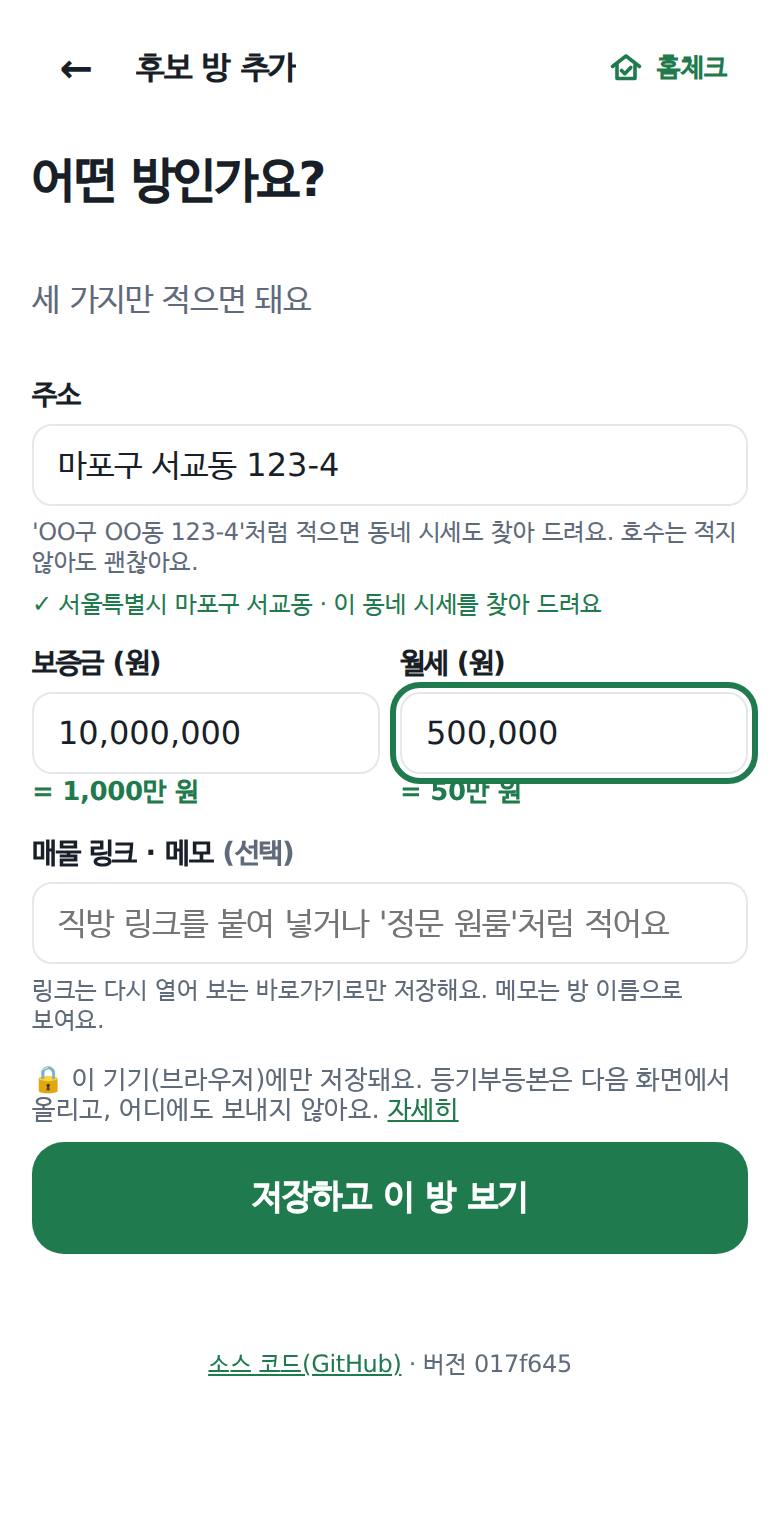 ← 후보 방 추가
홈체크
어떤 방인가요?
세 가지만 적으면 돼요
주소
마포구 서교동 123-4
'OO구 OO동 123-4'처럼 적으면 동네 시세도 찾아 드려요. 호수는 적지
않아도 괜찮아요.
✓ 서울특별시 마포구 서교동 · 이 동네 시세를 찾아 드려요
보증금 (원)
월세 (원)
10,000,000
500,000
= 1,000만 원
= 50만 원
매물 링크 · 메모 (선택)
직방 링크를 붙여 넣거나 '정문 원룸'처럼 적어요
링크는 다시 열어 보는 바로가기로만 저장해요. 메모는 방 이름으로
보여요.
🔒 이 기기(브라우저)에만 저장돼요. 등기부등본은 다음 화면에서
올리고, 어디에도 보내지 않아요. 자세히
저장하고 이 방 보기
소스 코드(GitHub) · 버전 017f645